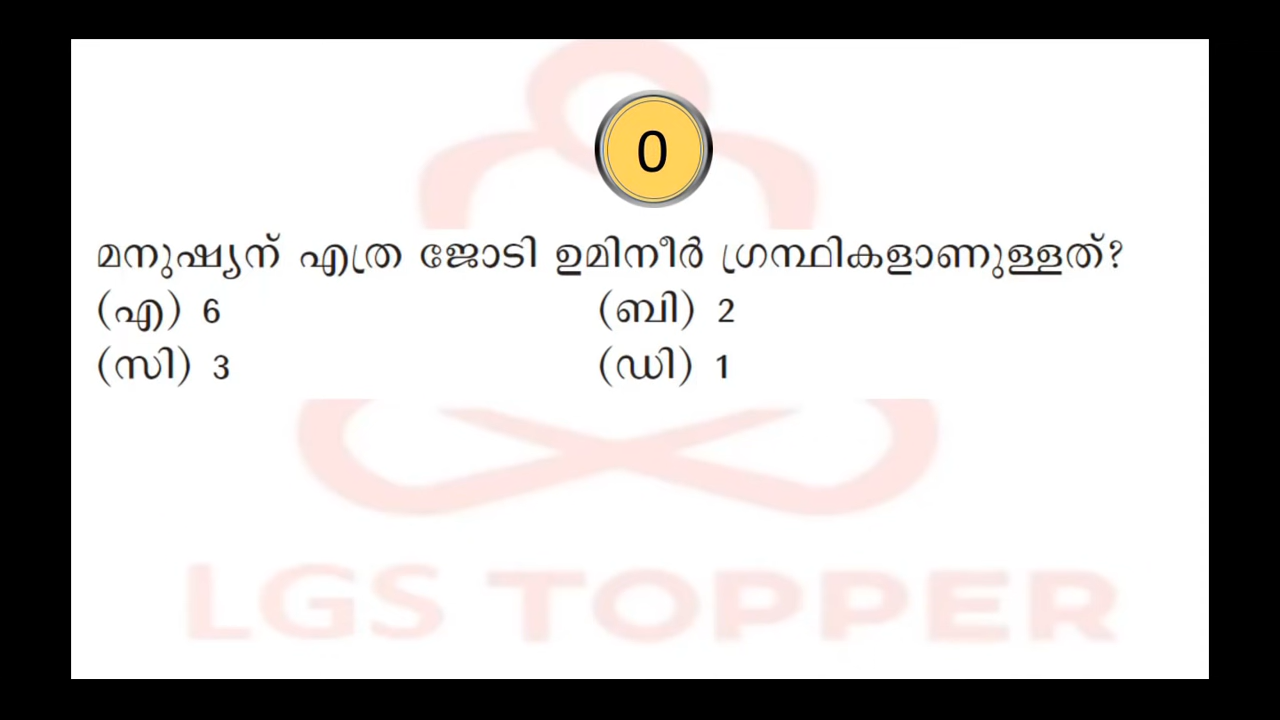 0
മനുഷ്യന് എത്ര ജോടി ഉമിനീർ ഗ്രന്ഥികളാണുള്ളത്?
(എ) 6 (ബി) 2
(സി) 3 (ഡി) 1
LGS TOPPER